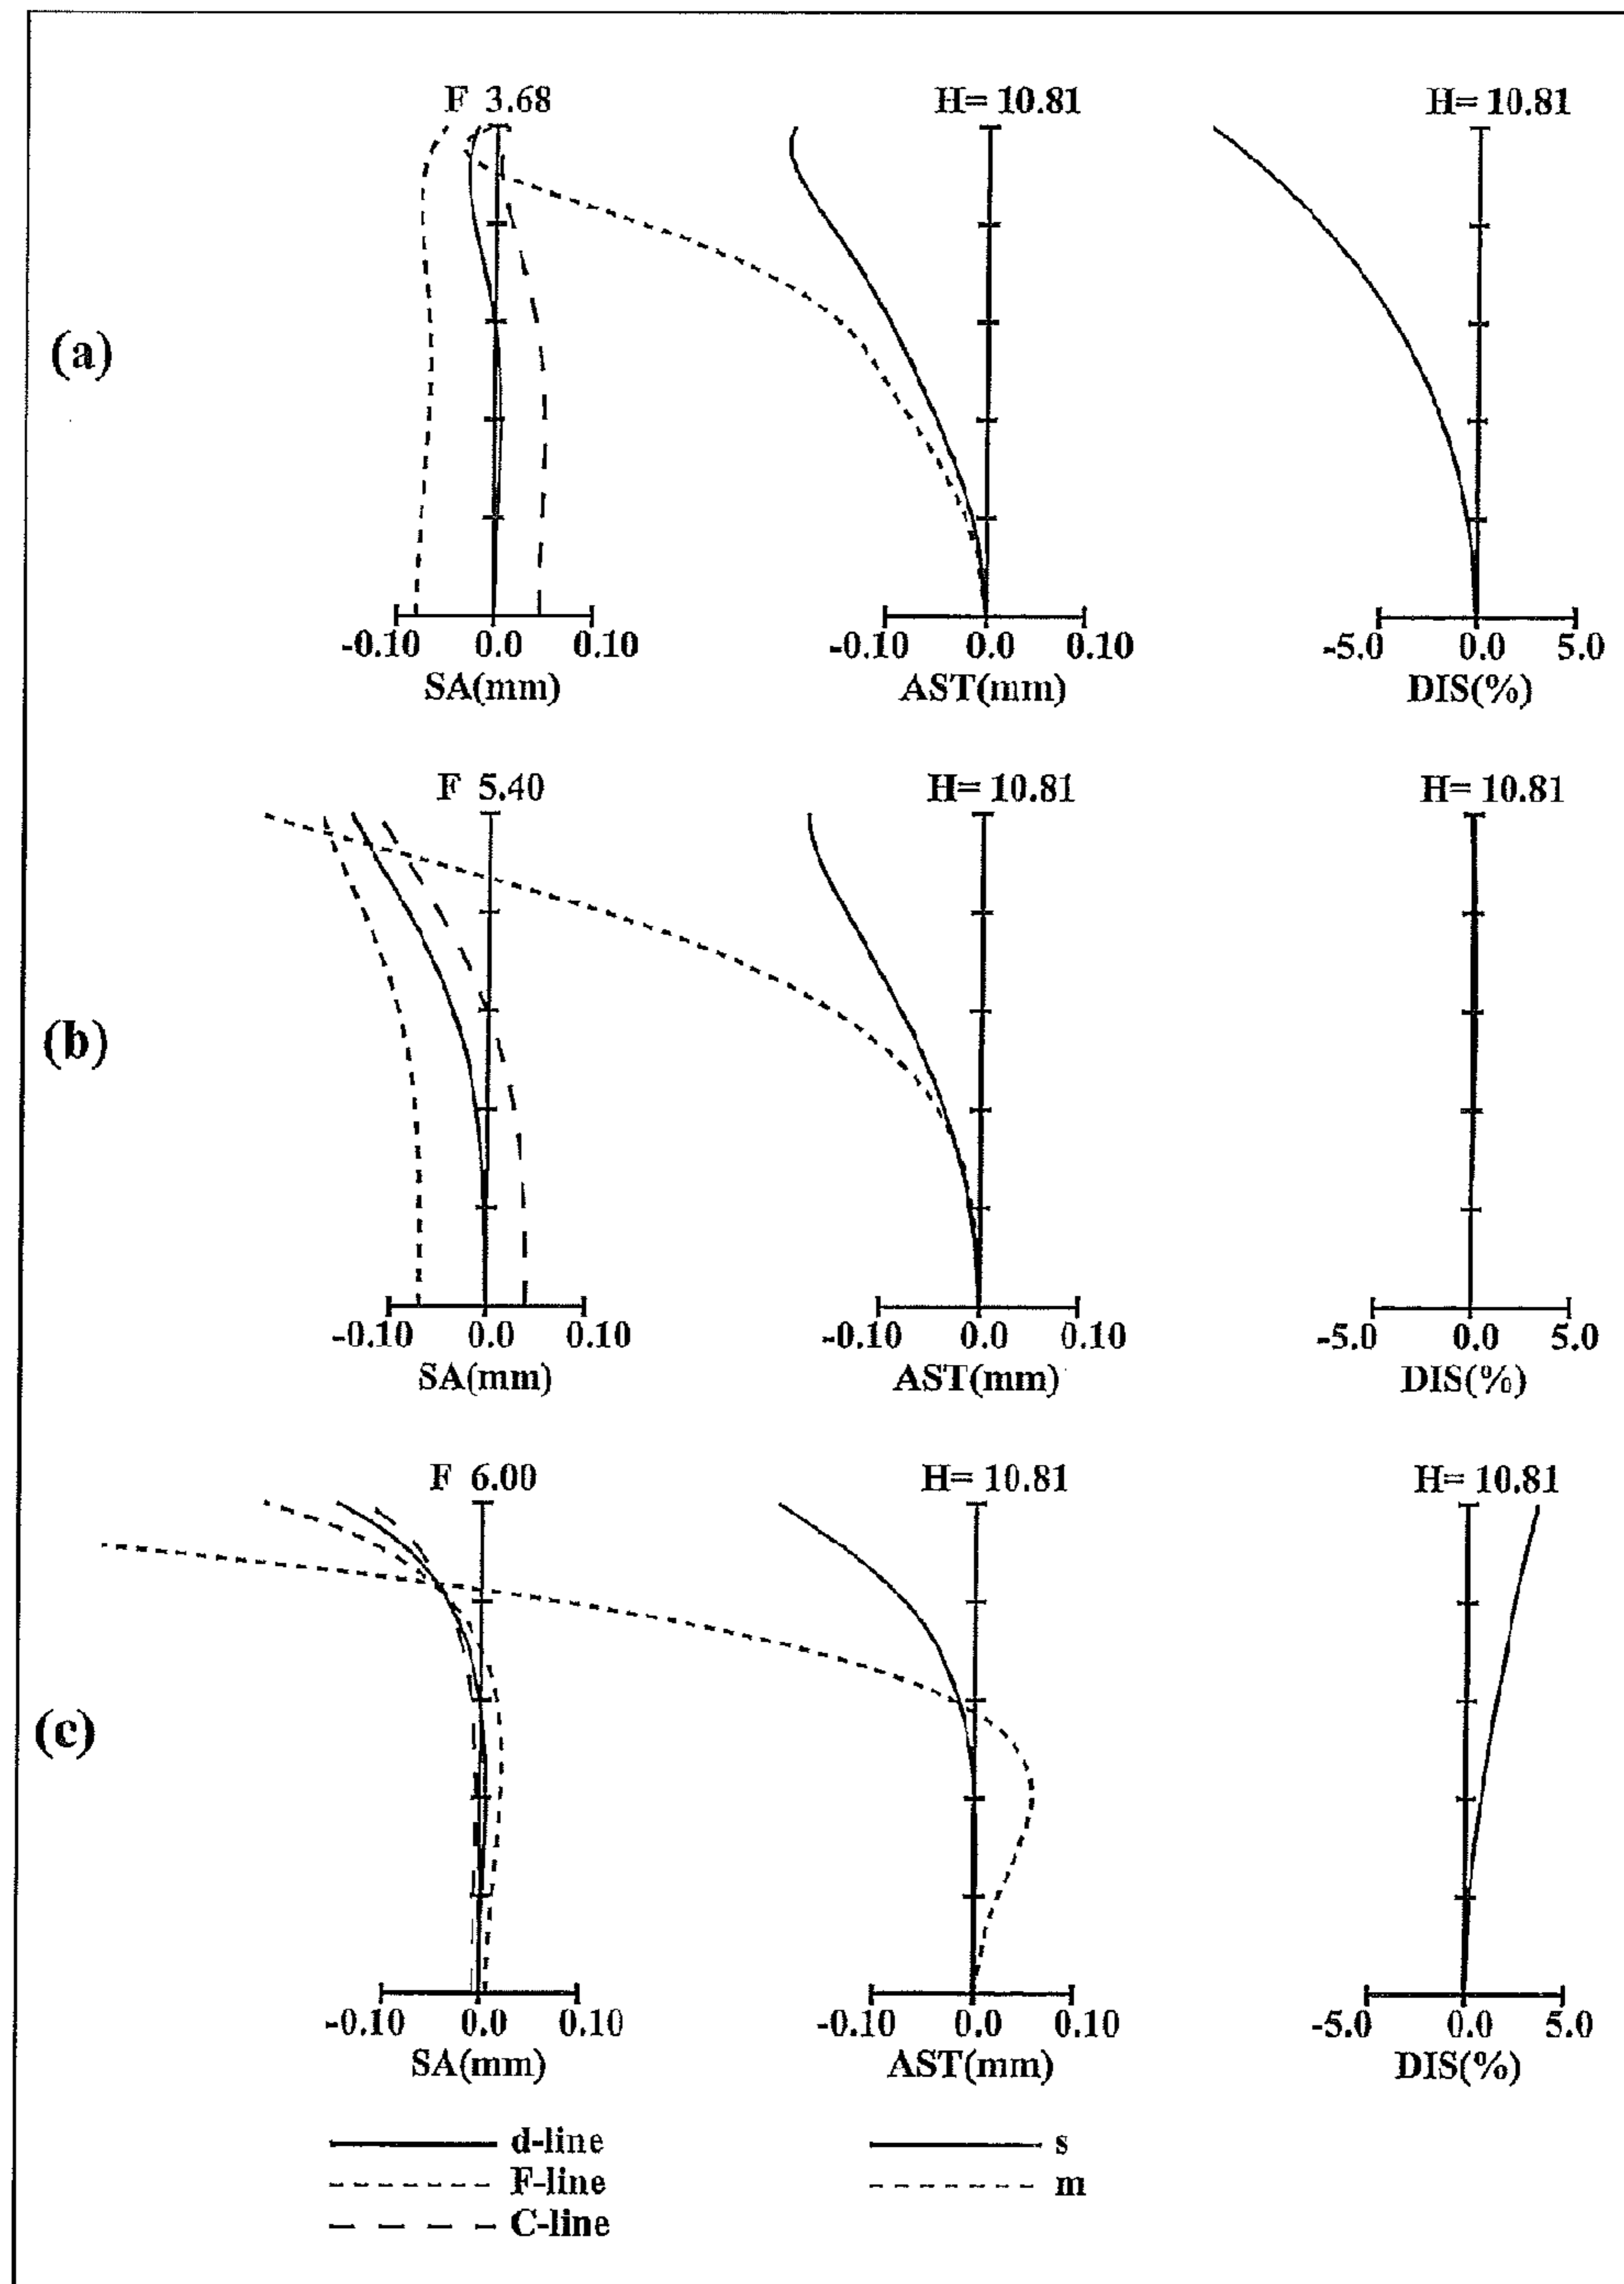 F 3.68 H= 10.81 H= 10.81
(a)
-0.10 0.0 0.10 -0.10 0.0 0.10 -5.0 0.0 5.0
SA(mm) AST(mm) DIS(%)
F 5.40 H= 10.81 H= 10.81
(b)
-0.10 0.0 0.10 -0.10 0.0 0.10 -5.0 0.0 5.0
SA(mm) AST(mm) DIS(%)
F 6.00 H= 10.81 H= 10.81
(c)
-0.10 0.0 0.10 -0.10 0.0 0.10 -5.0 0.0 5.0
SA(mm) AST(mm) DIS(%)
d-line s
F-line m
C-line